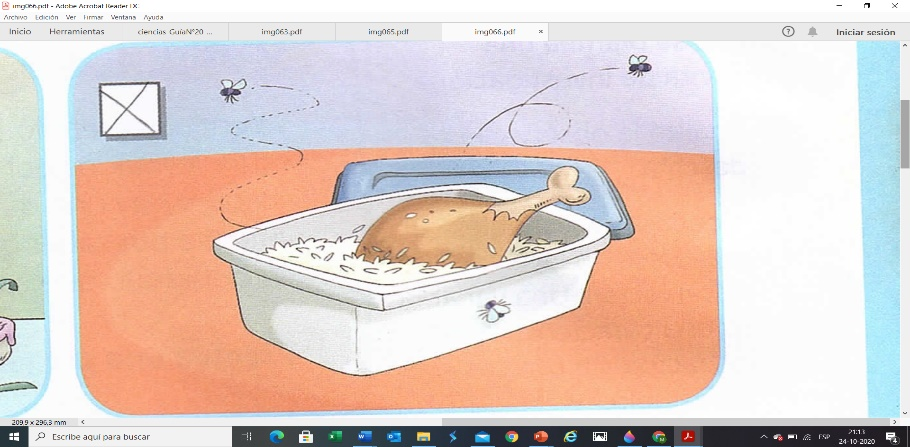 img066.pdf - Adobe Acrobat Reader DC
Archivo Edición Ver Firmar Ventana Ayuda
Inicio Herramientas ciencias GuíaN°20 ... img063.pdf img065.pdf img066.pdf × Iniciar sesión
209,9 x 296,3 mm
Escribe aquí para buscar ESP 21:13
24-10-2020